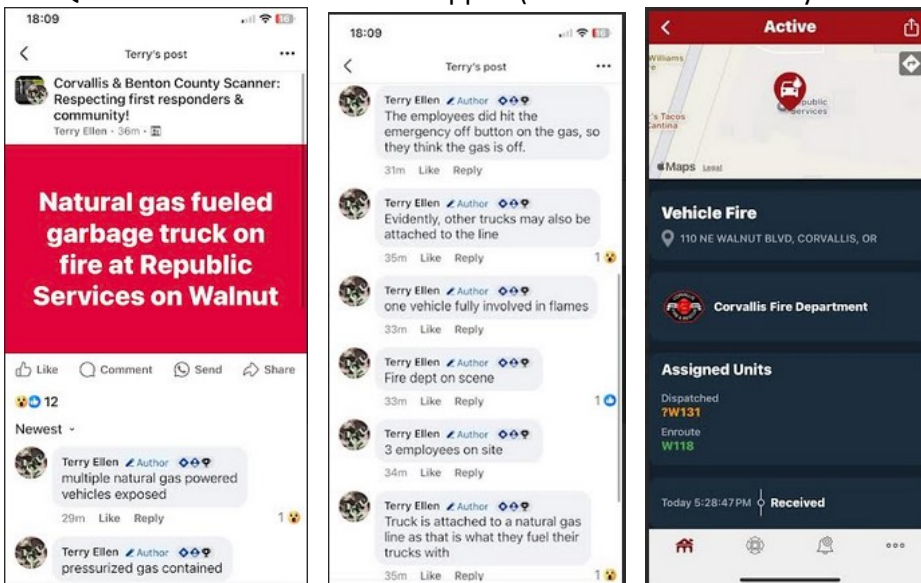 18:09
16
Terry's post
Corvallis & Benton County Scanner:
Respecting first responders &
community!
Terry Ellen · 36m ·
Natural gas fueled
garbage truck on
fire at Republic
Services on Walnut
Like Comment Send Share
12
Newest
Terry Ellen Author
multiple natural gas powered
vehicles exposed
29m Like Reply 1
Terry Ellen Author
pressurized gas contained
18:09
16
Terry's post
Terry Ellen Author
The employees did hit the
emergency off button on the gas, so
they think the gas is off.
31m Like Reply
Terry Ellen Author
Evidently, other trucks may also be
attached to the line
35m Like Reply 1
Terry Ellen Author
one vehicle fully involved in flames
33m Like Reply
Terry Ellen Author
Fire dept on scene
33m Like Reply 1
Terry Ellen Author
3 employees on site
34m Like Reply
Terry Ellen Author
Truck is attached to a natural gas
line as that is what they fuel their
trucks with
35m Like Reply 1
Active
Williams
's Tacos
Cantina
Republic
Services
Maps Legal
Vehicle Fire
110 NE WALNUT BLVD, CORVALLIS, OR
Corvallis Fire Department
Assigned Units
Dispatched
?W131
Enroute
W118
Today 5:28:47 PM Received